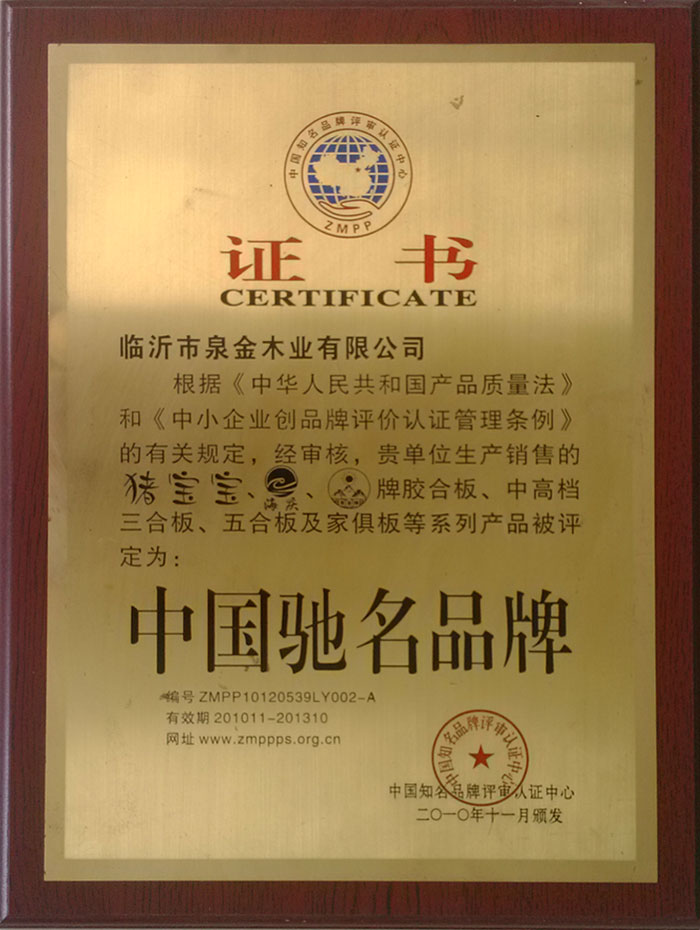 中国知名品牌评审认证中心
ZMPP
证 书
CERTIFICATE
临沂市泉金木业有限公司
根据《中华人民共和国产品质量法》
和《中小企业创品牌评价认证管理条例》
的有关规定，经审核，贵单位生产销售的
猪宝宝、海庆、牌胶合板、中高档
三合板、五合板及家俱板等系列产品被评
定为：
中国驰名品牌
编号 ZMPP10120539LY002-A
有效期 201011-201310
网址 www.zmppps.org.cn
中国知名品牌评审认证中心
中国知名品牌评审认证中心
二〇一〇年十一月颁发